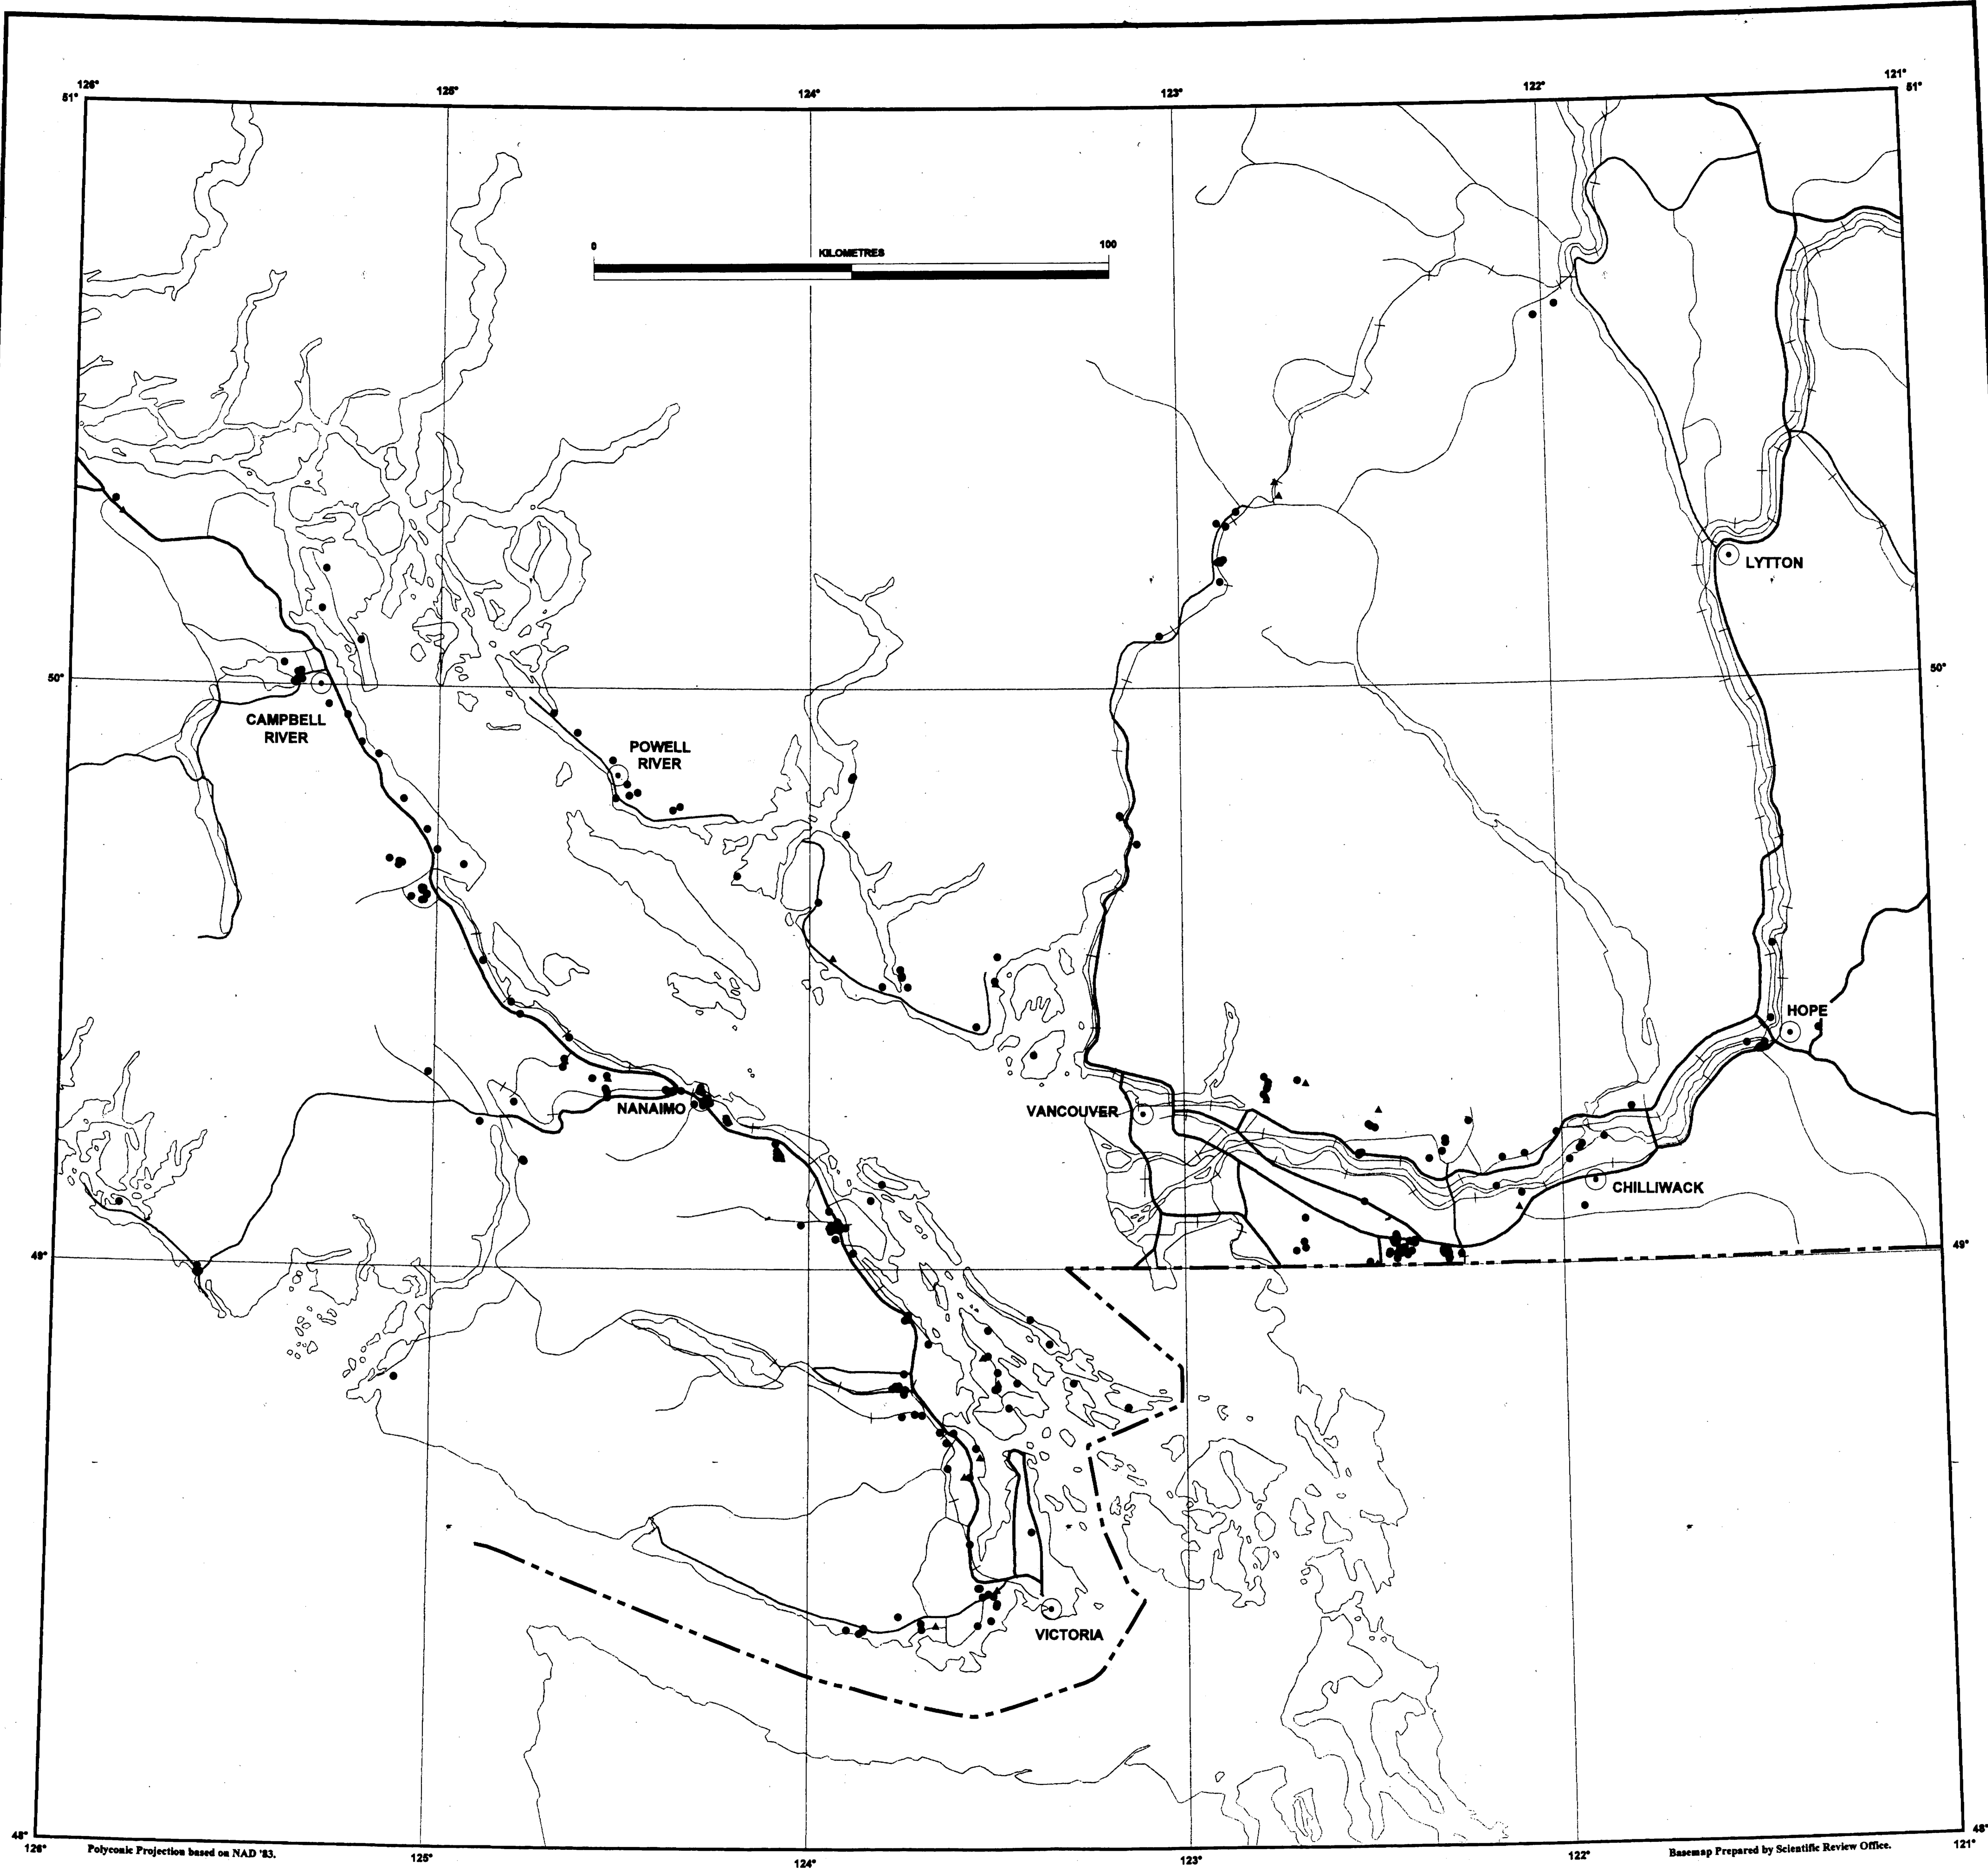 126°
125°
124°
123°
122°
121°
51°
51°
0
KILOMETRES
100
LYTTON
50°
50°
CAMPBELL
RIVER
POWELL
RIVER
HOPE
NANAIMO
VANCOUVER
CHILLIWACK
49°
49°
VICTORIA
48°
48°
126°
Polyconic Projection based on NAD '83.
125°
124°
123°
122°
Basemap Prepared by Scientific Review Office.
121°